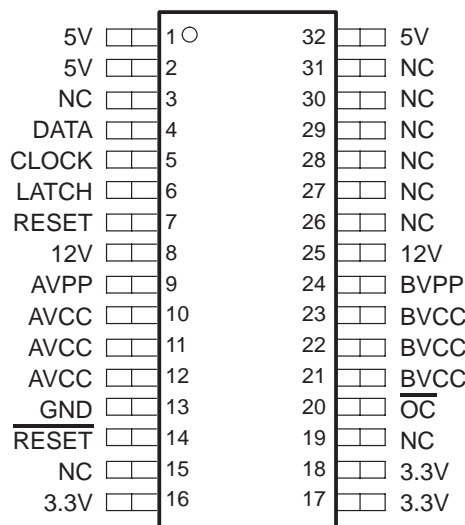 5V 1 32 5V
5V 2 31 NC
NC 3 30 NC
DATA 4 29 NC
CLOCK 5 28 NC
LATCH 6 27 NC
RESET 7 26 NC
12V 8 25 12V
AVPP 9 24 BVPP
AVCC 10 23 BVCC
AVCC 11 22 BVCC
AVCC 12 21 BVCC
GND 13 20 O̅C̅
R̅E̅S̅E̅T̅ 14 19 NC
NC 15 18 3.3V
3.3V 16 17 3.3V